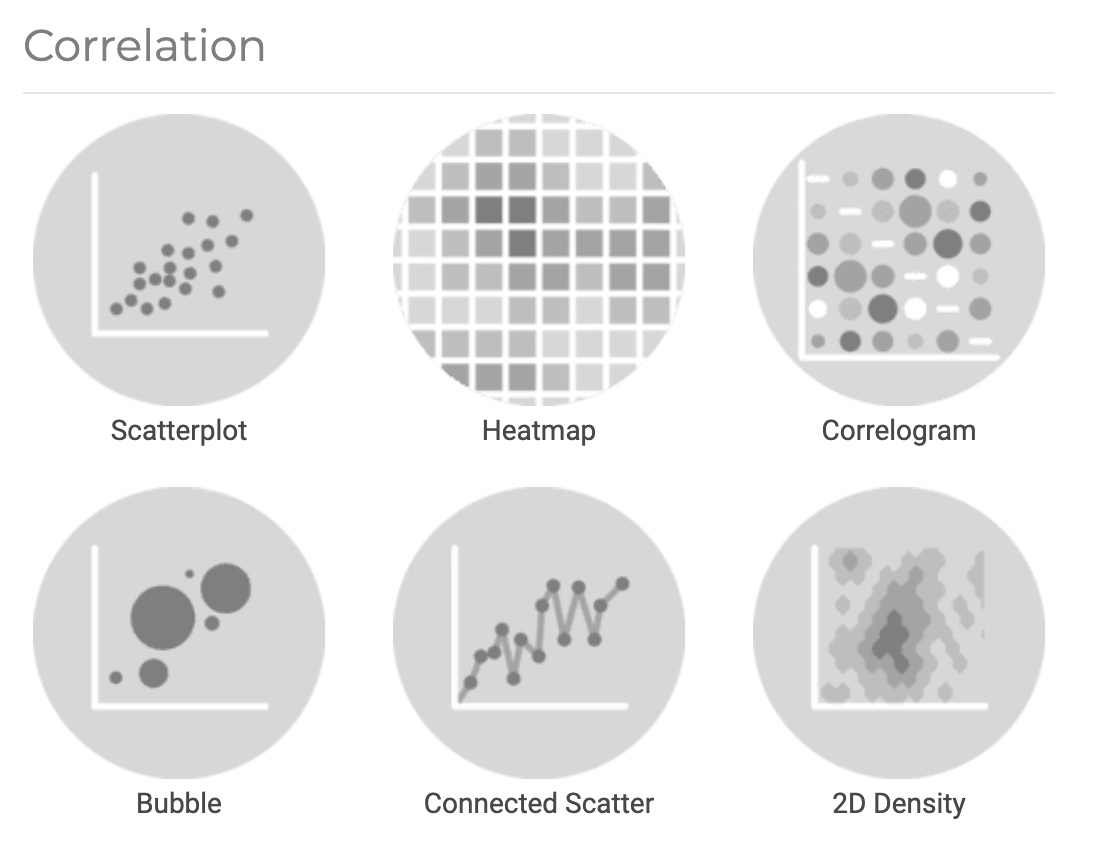 Correlation
Scatterplot
Heatmap
Correlogram
Bubble
Connected Scatter
2D Density